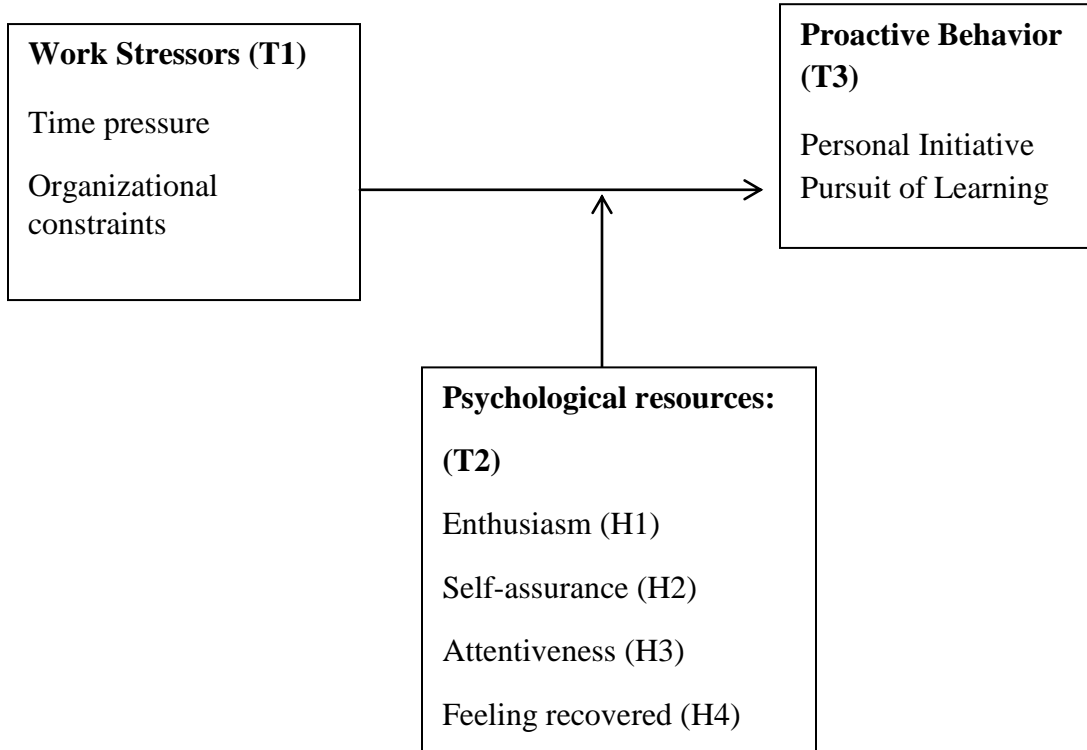 Work Stressors (T1)
Time pressure
Organizational
constraints
Proactive Behavior
(T3)
Personal Initiative
Pursuit of Learning
Psychological resources:
(T2)
Enthusiasm (H1)
Self-assurance (H2)
Attentiveness (H3)
Feeling recovered (H4)